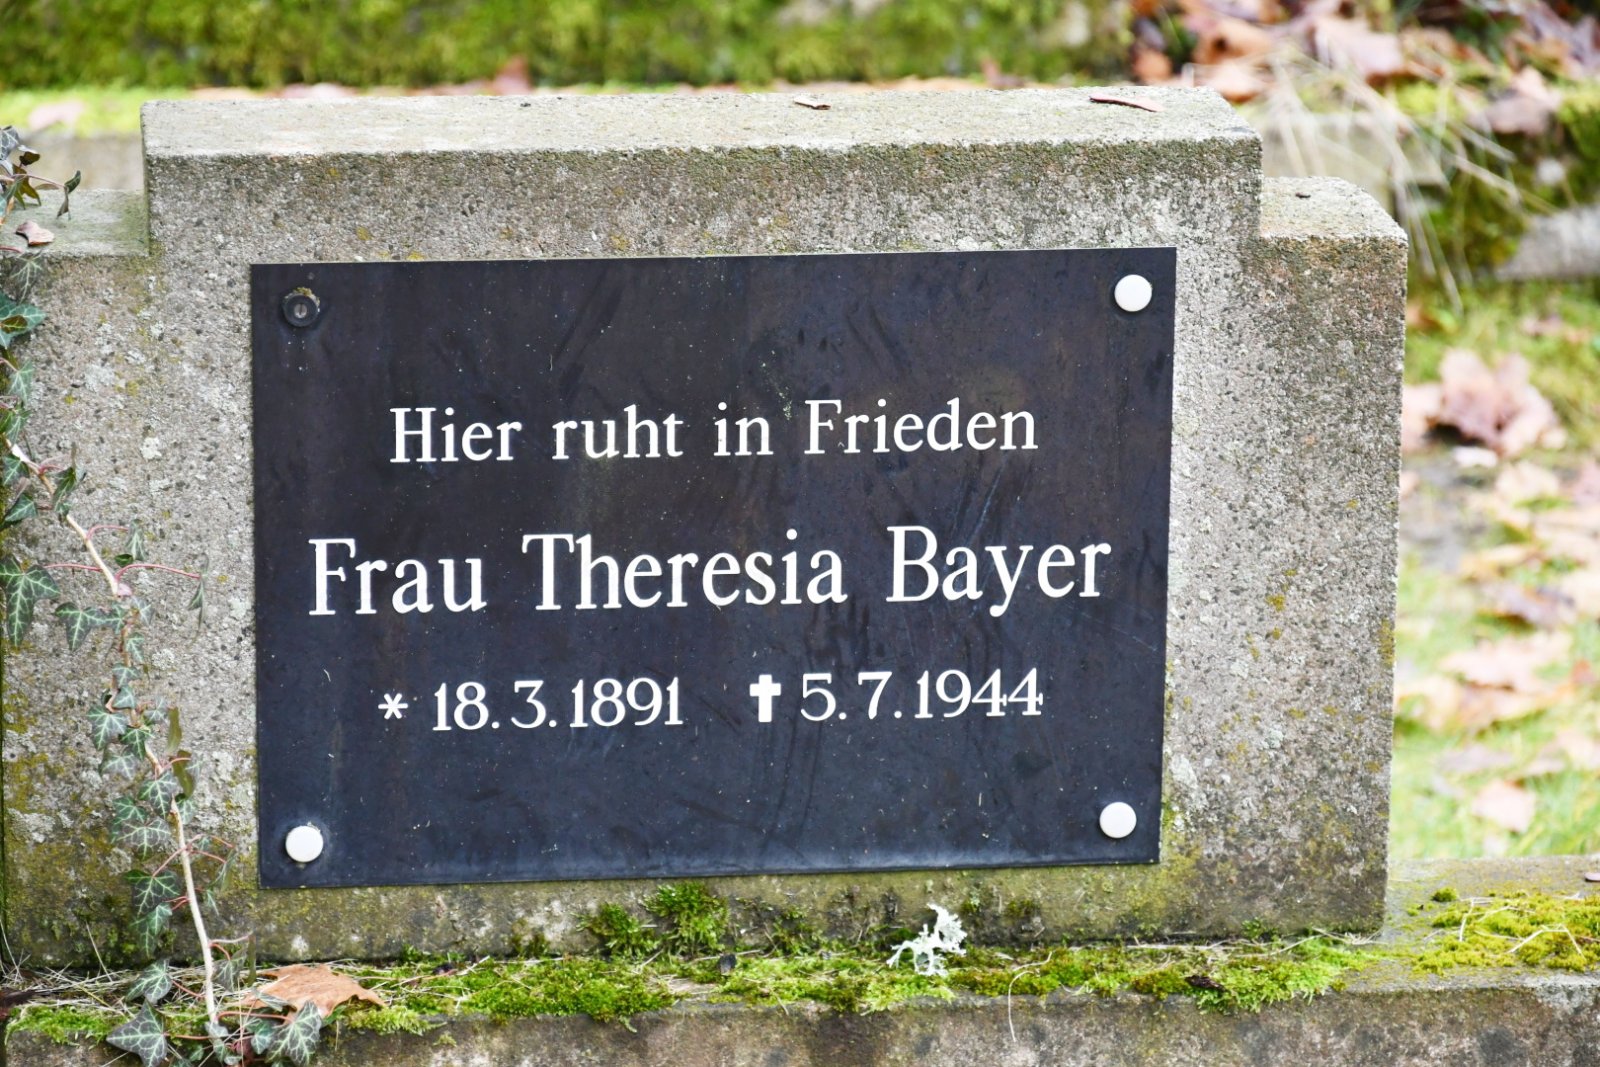 Hier ruht in Frieden
Frau Theresia Bayer
* 18.3.1891 ✝ 5.7.1944